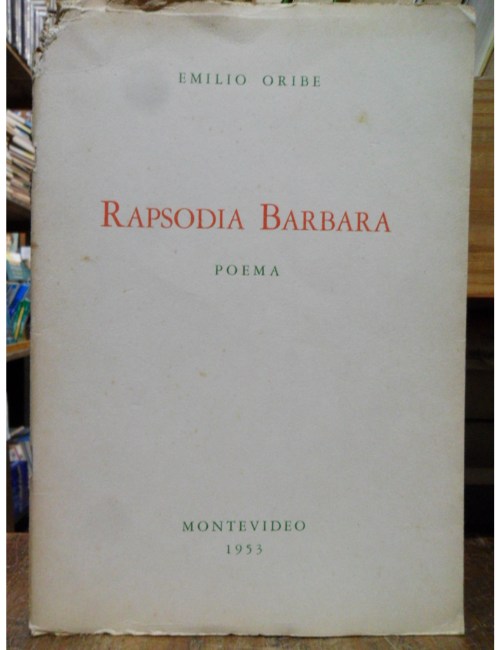 EMILIO ORIBE
RAPSODIA BARBARA
POEMA
MONTEVIDEO
1953